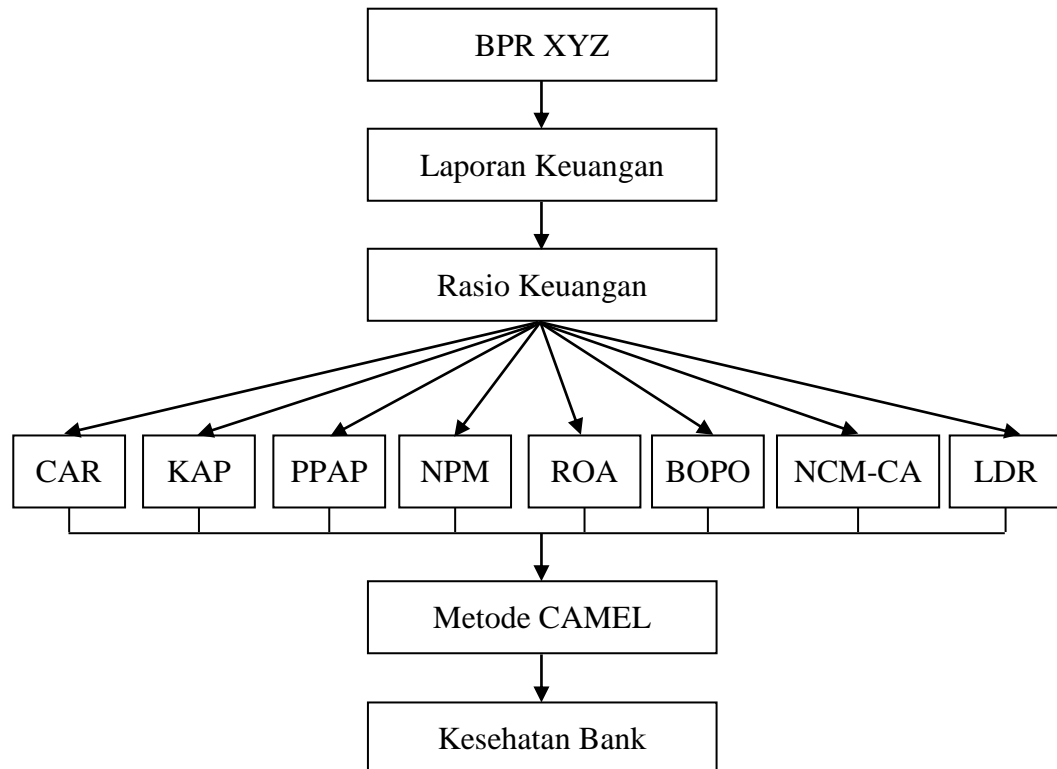 BPR XYZ
Laporan Keuangan
Rasio Keuangan
CAR KAP PPAP NPM ROA BOPO NCM-CA LDR
Metode CAMEL
Kesehatan Bank